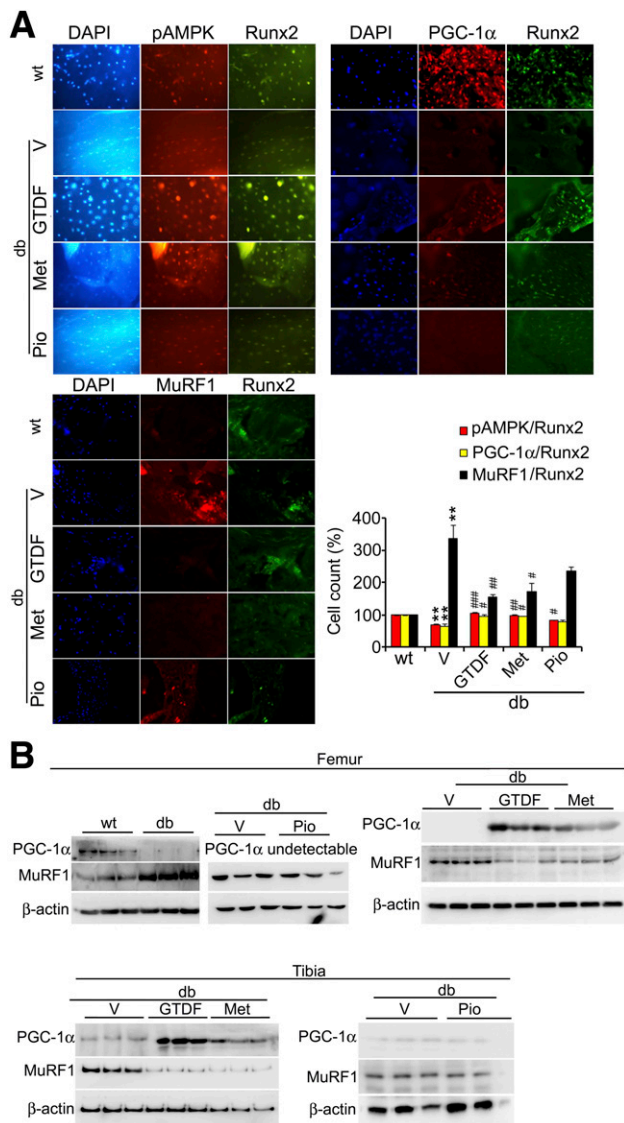 A
DAPI pAMPK Runx2
DAPI PGC-1α Runx2
wt
V
GTDF
Met
Pio
db
DAPI MuRF1 Runx2
wt
V
GTDF
Met
Pio
db
pAMPK/Runx2
PGC-1α/Runx2
MuRF1/Runx2
Cell count (%)
400
300
200
100
0
** ** **
### # ##
## # #
#
wt V GTDF Met Pio
db
B
Femur
wt db
db
V Pio
db
V GTDF Met
PGC-1α
PGC-1α undetectable
MuRF1
β-actin
PGC-1α
MuRF1
β-actin
Tibia
db
V GTDF Met
PGC-1α
MuRF1
β-actin
db
V Pio
PGC-1α
MuRF1
β-actin